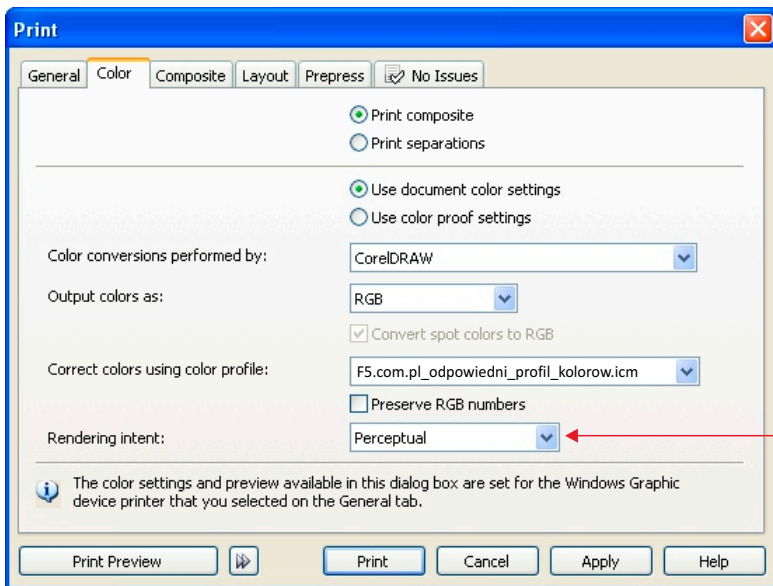 Print
General Color Composite Layout Prepress No Issues
Print composite
Print separations
Use document color settings
Use color proof settings
Color conversions performed by: CorelDRAW
Output colors as: RGB
Convert spot colors to RGB
Correct colors using color profile: F5.com.pl_odpowiedni_profil_kolorow.icm
Preserve RGB numbers
Rendering intent: Perceptual
The color settings and preview available in this dialog box are set for the Windows Graphic
device printer that you selected on the General tab.
Print Preview Print Cancel Apply Help